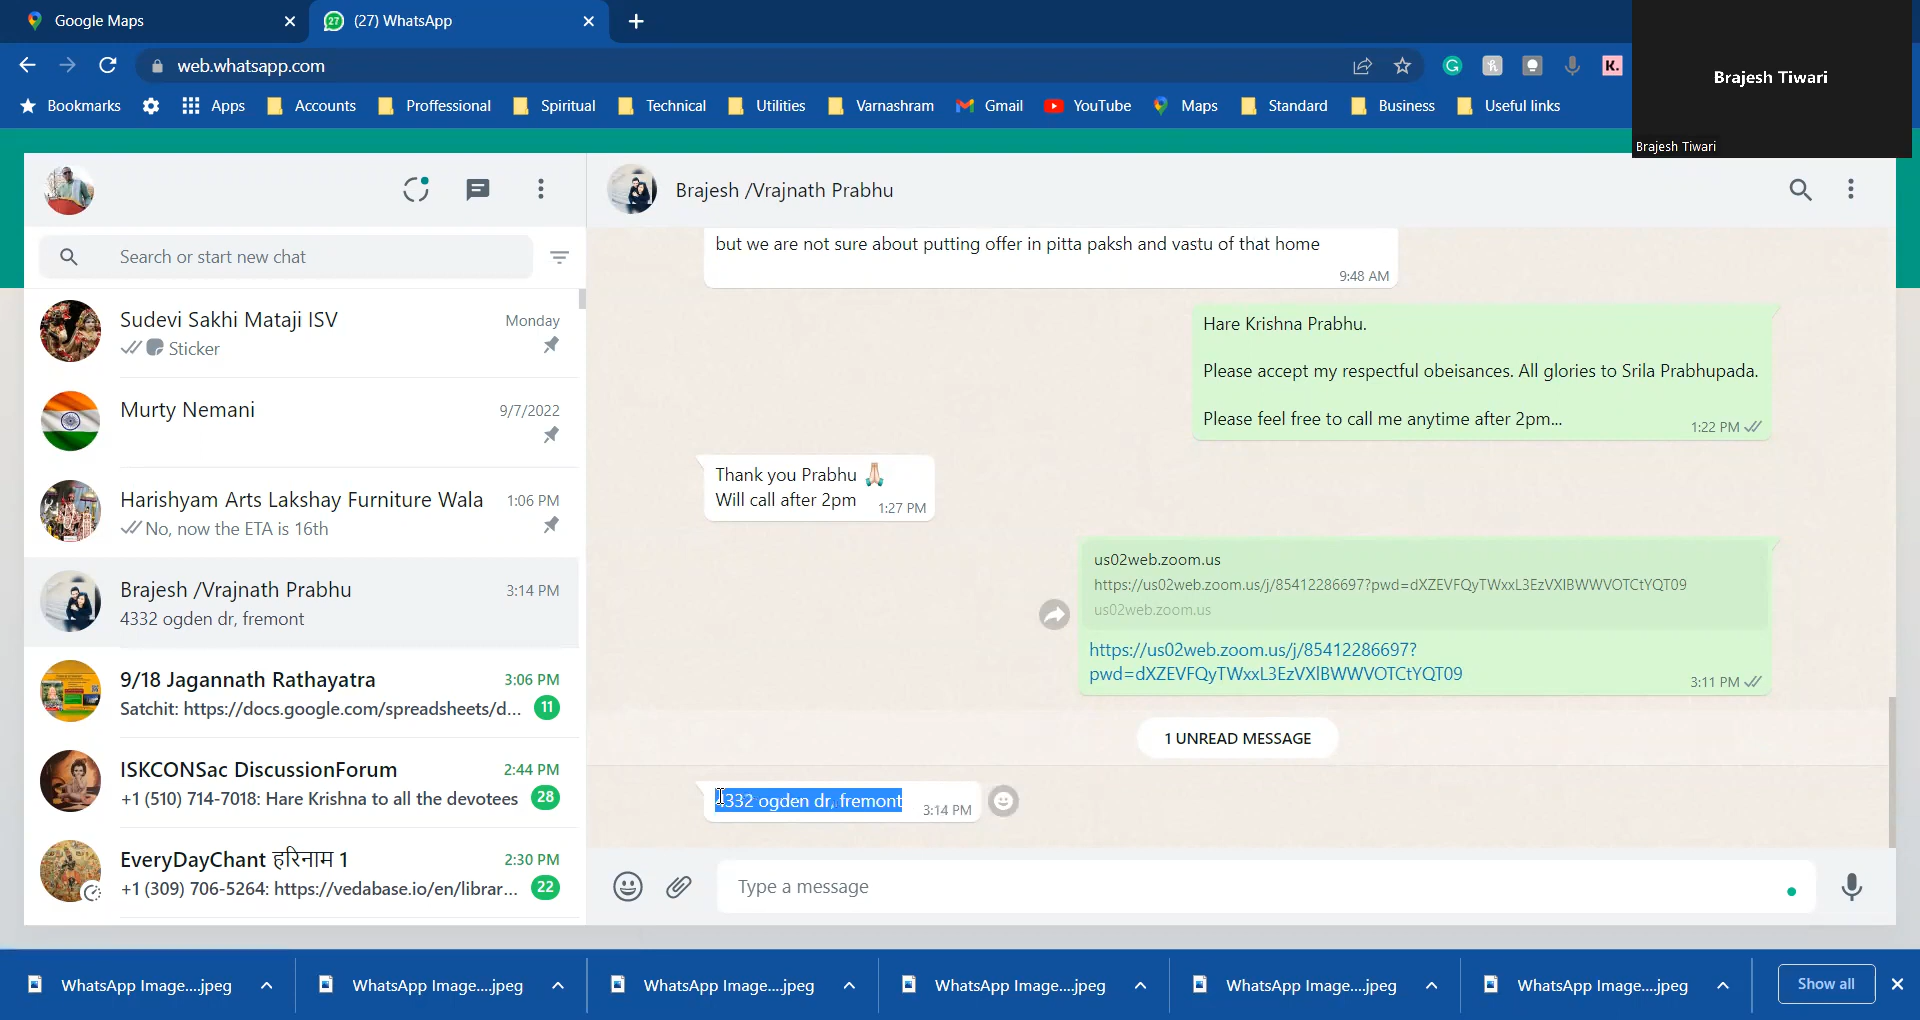 Google Maps
(27) WhatsApp
27
web.whatsapp.com
K.
Brajesh Tiwari
Brajesh Tiwari
Bookmarks
Apps
Accounts
Proffessional
Spiritual
Technical
Utilities
Varnashram
Gmail
YouTube
Maps
Standard
Business
Useful links
Search or start new chat
Sudevi Sakhi Mataji ISV
Monday
Sticker
Murty Nemani
9/7/2022
Harishyam Arts Lakshay Furniture Wala
1:06 PM
No, now the ETA is 16th
Brajesh /Vrajnath Prabhu
3:14 PM
4332 ogden dr, fremont
9/18 Jagannath Rathayatra
3:06 PM
Satchit: https://docs.google.com/spreadsheets/d...
11
ISKCONSac DiscussionForum
2:44 PM
+1 (510) 714-7018: Hare Krishna to all the devotees
28
EveryDayChant हरिनाम 1
2:30 PM
+1 (309) 706-5264: https://vedabase.io/en/librar...
22
Brajesh /Vrajnath Prabhu
but we are not sure about putting offer in pitta paksh and vastu of that home
9:48 AM
Hare Krishna Prabhu.
Please accept my respectful obeisances. All glories to Srila Prabhupada.
Please feel free to call me anytime after 2pm...
1:22 PM
Thank you Prabhu 🙏🏻
Will call after 2pm
1:27 PM
us02web.zoom.us
https://us02web.zoom.us/j/85412286697?pwd=dXZEVFQyTWxxL3EzVXlBWWVOTCtYQT09
us02web.zoom.us
https://us02web.zoom.us/j/85412286697?
pwd=dXZEVFQyTWxxL3EzVXlBWWVOTCtYQT09
3:11 PM
1 UNREAD MESSAGE
4332 ogden dr, fremont
3:14 PM
Type a message
WhatsApp Image....jpeg
WhatsApp Image....jpeg
WhatsApp Image....jpeg
WhatsApp Image....jpeg
WhatsApp Image....jpeg
WhatsApp Image....jpeg
Show all